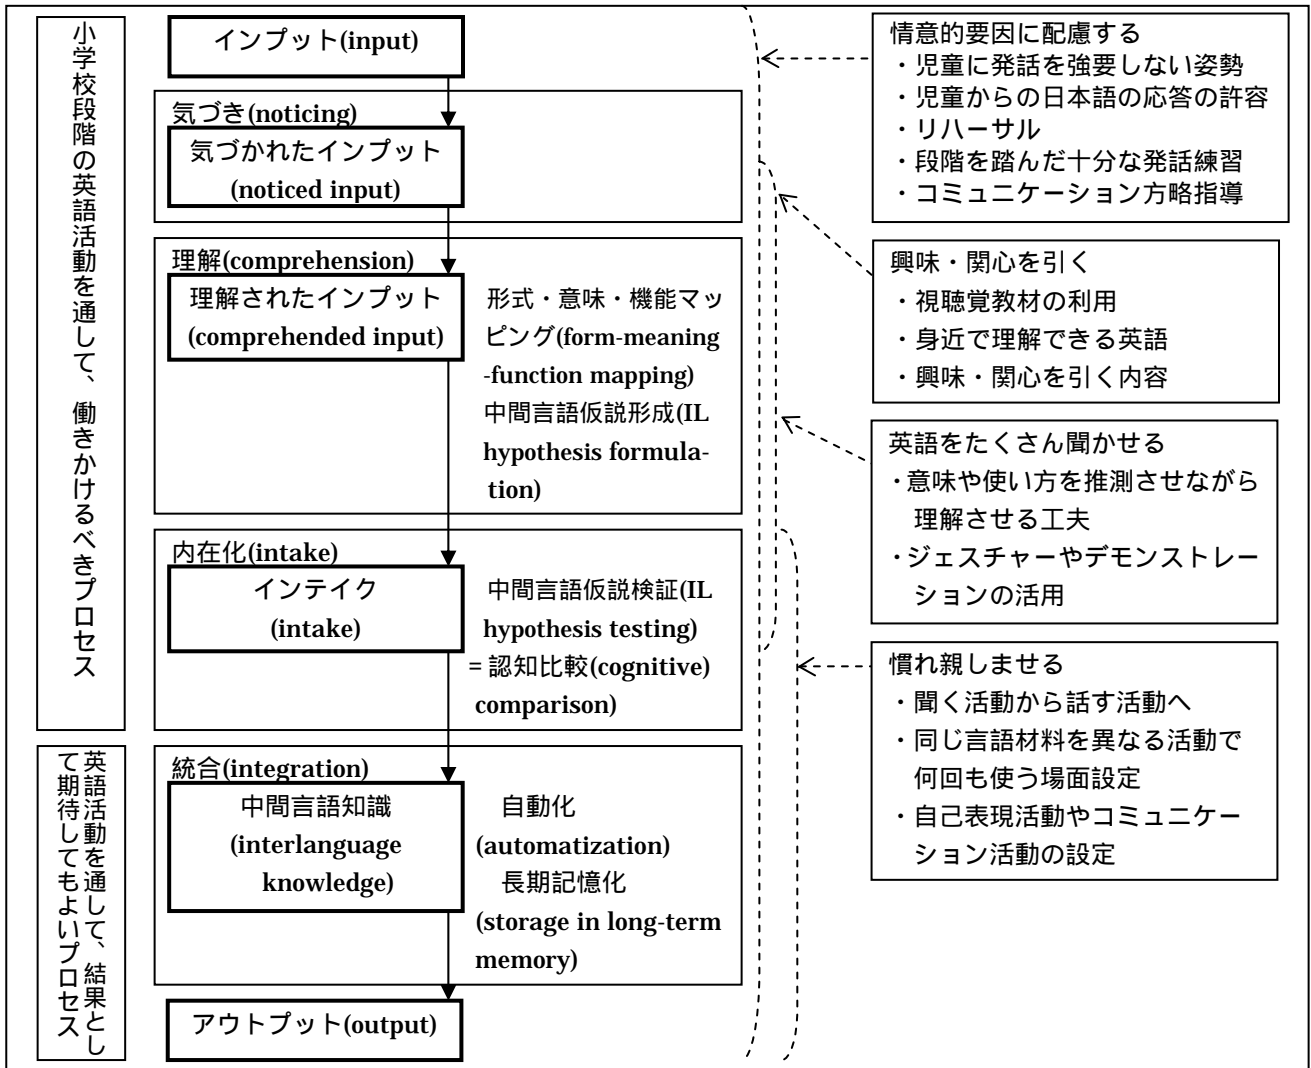 小学校段階の英語活動を通して、働きかけるべきプロセス
英語活動を通して、結果とし
て期待してもよいプロセス
インプット(input)
気づき(noticing)
気づかれたインプット
(noticed input)
理解(comprehension)
理解されたインプット
(comprehended input)
形式・意味・機能マッ
ピング(form-meaning
-function mapping)
中間言語仮説形成(IL
hypothesis formula-
tion)
内在化(intake)
インテイク
(intake)
中間言語仮説検証(IL
hypothesis testing)
=認知比較(cognitive)
comparison)
統合(integration)
中間言語知識
(interlanguage
knowledge)
自動化
(automatization)
長期記憶化
(storage in long-term
memory)
アウトプット(output)
情意的要因に配慮する
・児童に発話を強要しない姿勢
・児童からの日本語の応答の許容
・リハーサル
・段階を踏んだ十分な発話練習
・コミュニケーション方略指導
興味・関心を引く
・視聴覚教材の利用
・身近で理解できる英語
・興味・関心を引く内容
英語をたくさん聞かせる
・意味や使い方を推測させながら
理解させる工夫
・ジェスチャーやデモンストレー
ションの活用
慣れ親しませる
・聞く活動から話す活動へ
・同じ言語材料を異なる活動で
何回も使う場面設定
・自己表現活動やコミュニケー
ション活動の設定